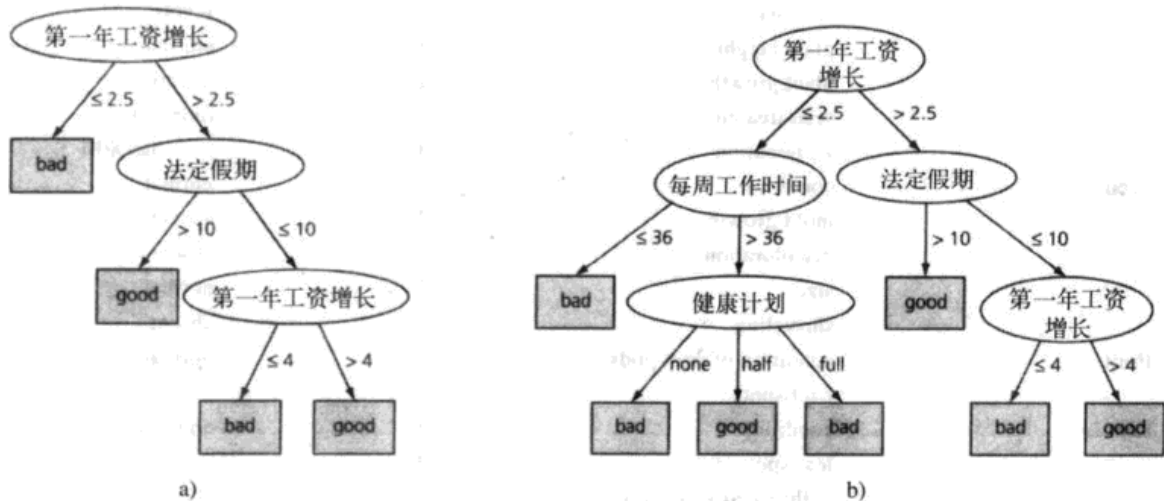 第一年工资增长
≤ 2.5
> 2.5
bad
法定假期
> 10
≤ 10
good
第一年工资增长
≤ 4
> 4
bad
good
a)
第一年工资
增长
≤ 2.5
> 2.5
每周工作时间
法定假期
≤ 36
> 36
> 10
≤ 10
bad
健康计划
good
第一年工资
增长
none
half
full
≤ 4
> 4
bad
good
bad
bad
good
b)